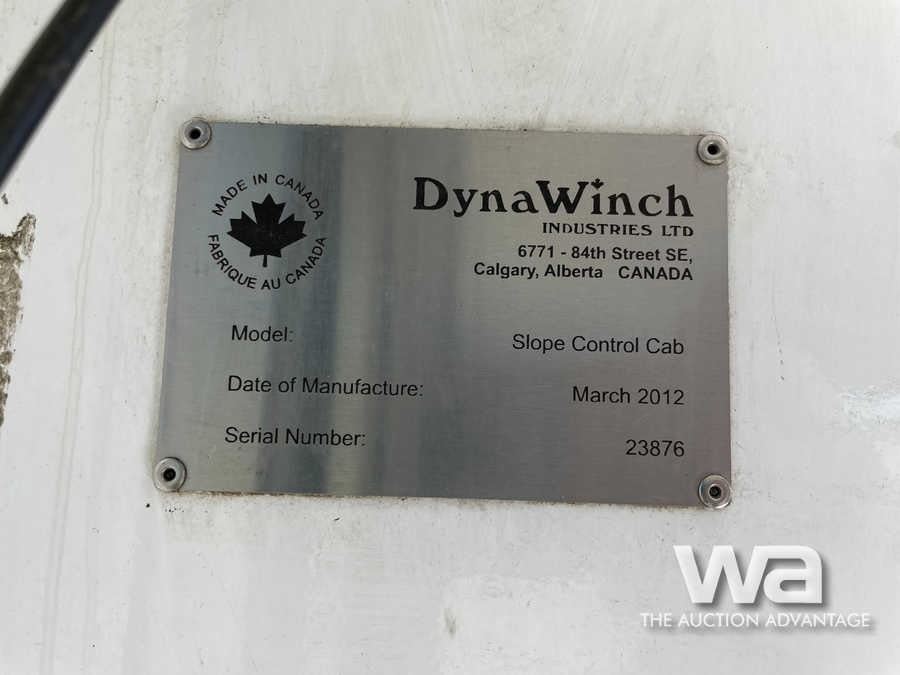 MADE IN CANADA
FABRIQUE AU CANADA
DynaWinch
INDUSTRIES LTD
6771 - 84th Street SE,
Calgary, Alberta CANADA
Model: Slope Control Cab
Date of Manufacture: March 2012
Serial Number: 23876
wa
THE AUCTION ADVANTAGE